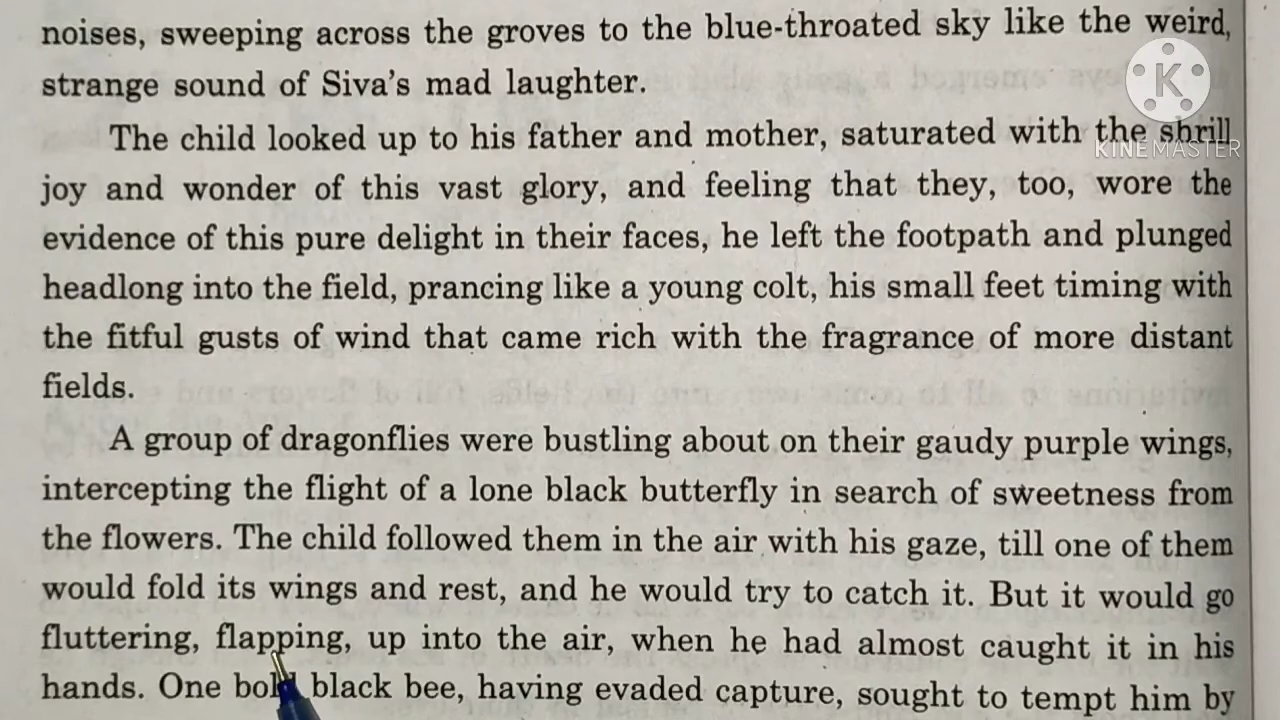 noises, sweeping across the groves to the blue-throated sky like the weird,
strange sound of Siva's mad laughter.
K
KINEMASTER
The child looked up to his father and mother, saturated with the shrill
joy and wonder of this vast glory, and feeling that they, too, wore the
evidence of this pure delight in their faces, he left the footpath and plunged
headlong into the field, prancing like a young colt, his small feet timing with
the fitful gusts of wind that came rich with the fragrance of more distant
fields.
A group of dragonflies were bustling about on their gaudy purple wings,
intercepting the flight of a lone black butterfly in search of sweetness from
the flowers. The child followed them in the air with his gaze, till one of them
would fold its wings and rest, and he would try to catch it. But it would go
fluttering, flapping, up into the air, when he had almost caught it in his
hands. One bold black bee, having evaded capture, sought to tempt him by